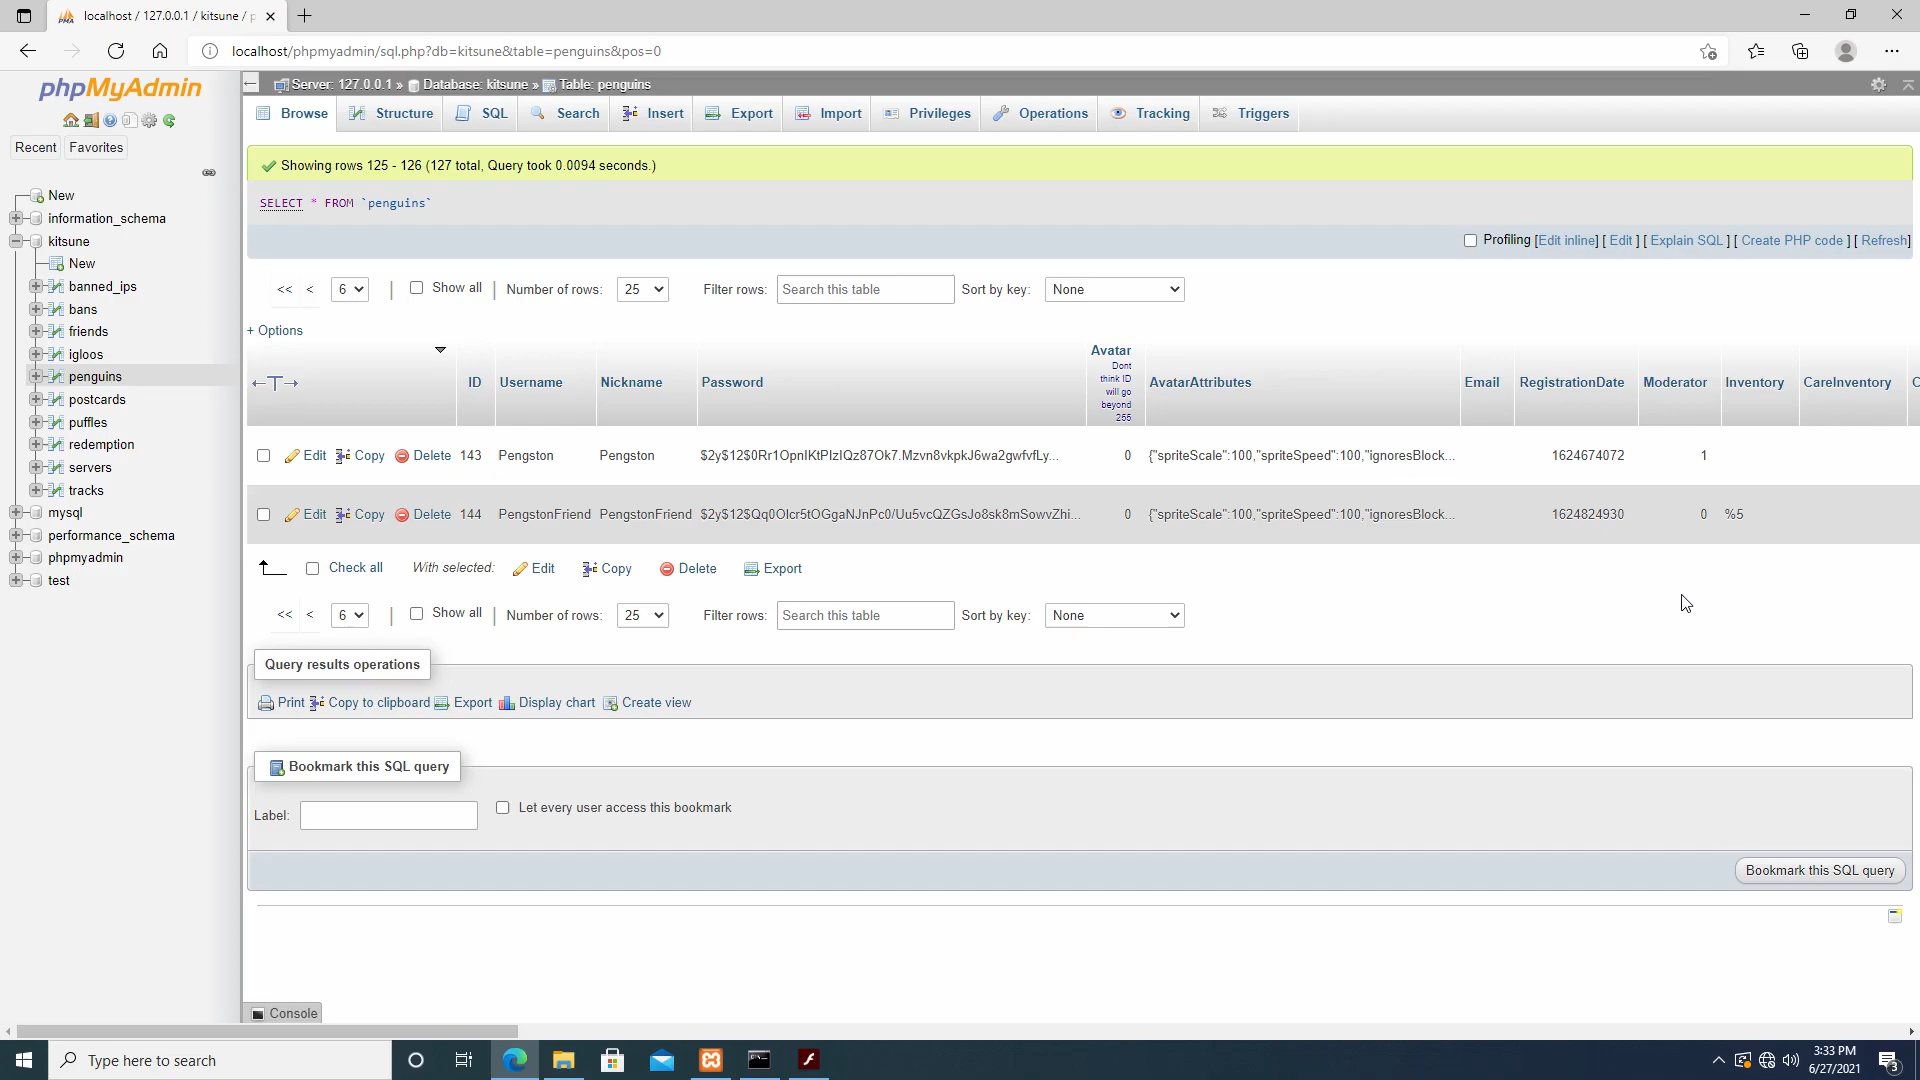 localhost / 127.0.0.1 / kitsune / p
localhost/phpmyadmin/sql.php?db=kitsune&table=penguins&pos=0
phpMyAdmin
Recent
Favorites
New
information_schema
kitsune
New
banned_ips
bans
friends
igloos
penguins
postcards
puffles
redemption
servers
tracks
mysql
performance_schema
phpmyadmin
test
Server: 127.0.0.1 » Database: kitsune » Table: penguins
Browse Structure SQL Search Insert Export Import Privileges Operations Tracking Triggers
Showing rows 125 - 126 (127 total, Query took 0.0094 seconds.)
SELECT * FROM `penguins`
Profiling [Edit inline] [ Edit ] [ Explain SQL ] [ Create PHP code ] [ Refresh]
<< < 6 | Show all | Number of rows: 25 Filter rows: Search this table Sort by key: None
+ Options
←T→ ID Username Nickname Password Avatar AvatarAttributes Email RegistrationDate Moderator Inventory CareInventory C
Dont
think ID
will go
beyond
255
Edit Copy Delete 143 Pengston Pengston $2y$12$0Rr1OpnIKtPIzIQz87Ok7.Mzvn8vkpkJ6wa2gwfvfLy... 0 {"spriteScale":100,"spriteSpeed":100,"ignoresBlock... 1624674072 1
Edit Copy Delete 144 PengstonFriend PengstonFriend $2y$12$Qq0Olcr5tOGgaNJnPc0/Uu5vcQZGsJo8sk8mSowvZhi... 0 {"spriteScale":100,"spriteSpeed":100,"ignoresBlock... 1624824930 0 %5
Check all With selected: Edit Copy Delete Export
<< < 6 | Show all | Number of rows: 25 Filter rows: Search this table Sort by key: None
Query results operations
Print Copy to clipboard Export Display chart Create view
Bookmark this SQL query
Label: Let every user access this bookmark
Bookmark this SQL query
Console
Type here to search
3:33 PM
6/27/2021
3